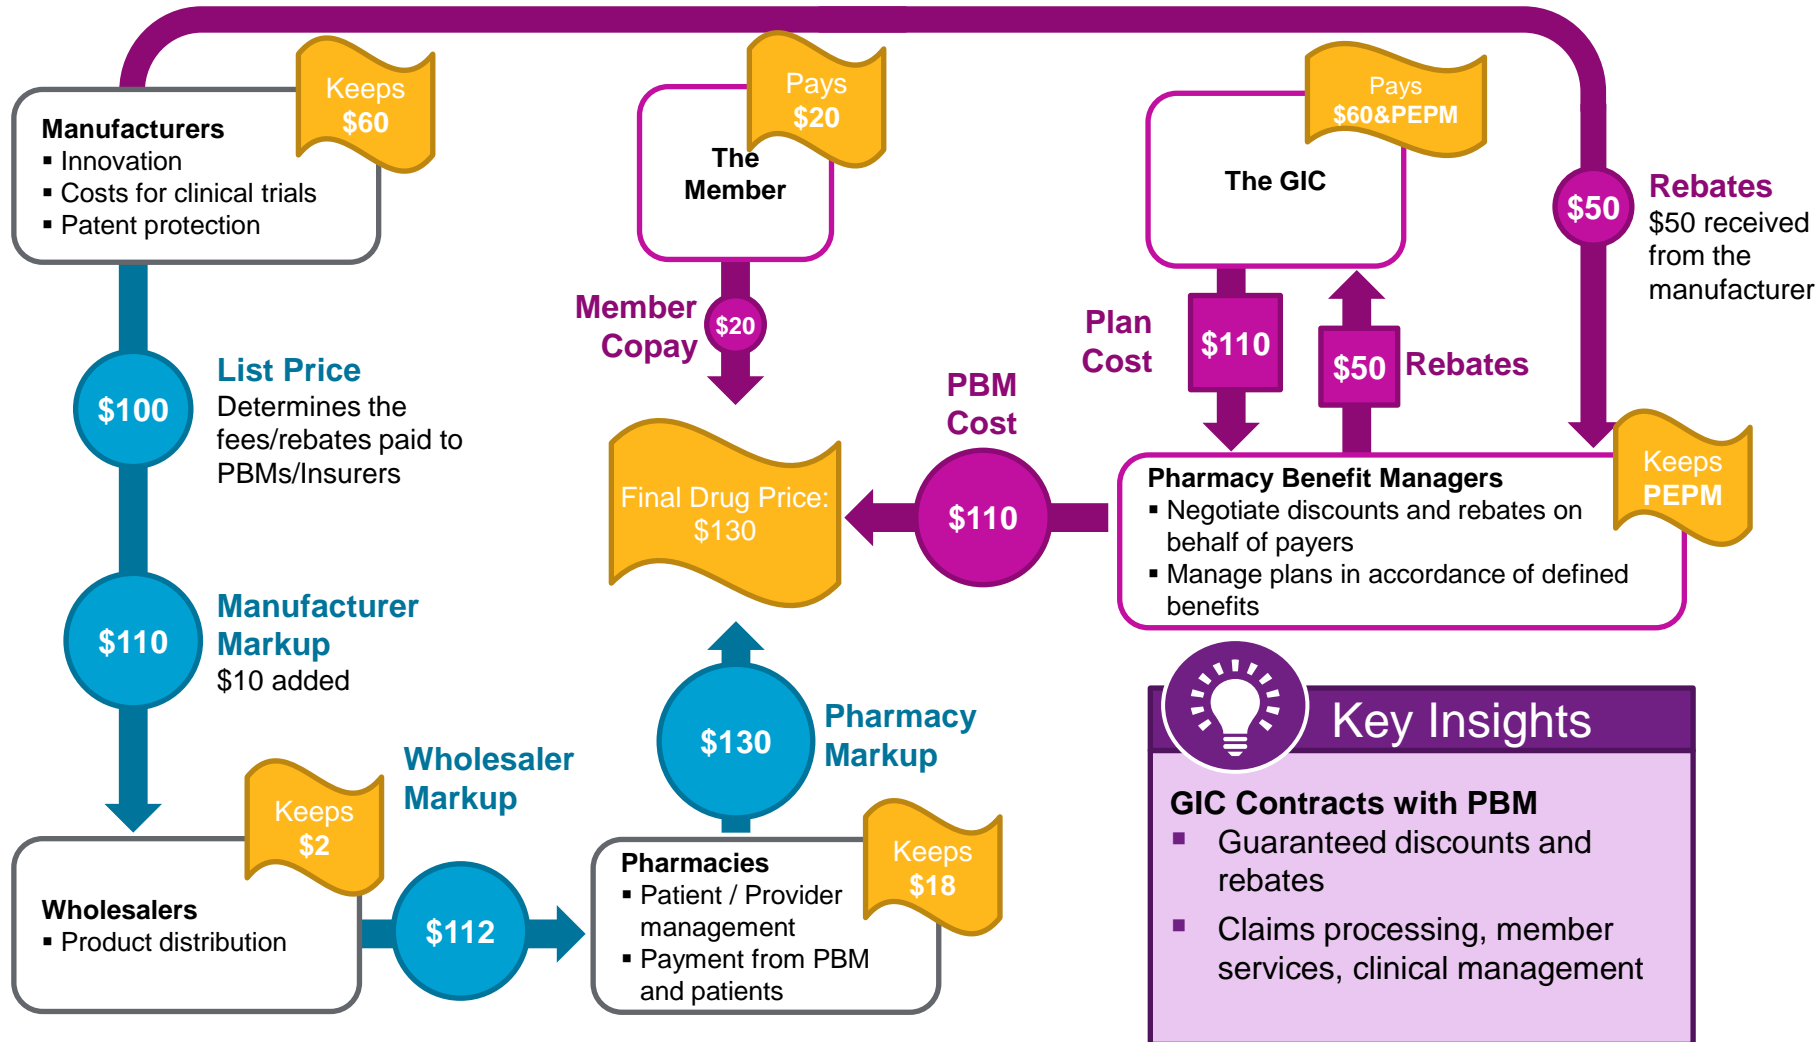 Keeps
$60
Manufacturers
▪ Innovation
▪ Costs for clinical trials
▪ Patent protection
Pays
$20
The
Member
Pays
$60&PEPM
The GIC
$50
Rebates
$50 received
from the
manufacturer
$100
List Price
Determines the
fees/rebates paid to
PBMs/Insurers
Member
Copay
$20
Plan
Cost
$110
$50
Rebates
PBM
Cost
$110
Final Drug Price:
$130
Keeps
PEPM
Pharmacy Benefit Managers
▪ Negotiate discounts and rebates on
behalf of payers
▪ Manage plans in accordance of defined
benefits
$110
Manufacturer
Markup
$10 added
$130
Pharmacy
Markup
Keeps
$2
Wholesalers
▪ Product distribution
Wholesaler
Markup
$112
Keeps
$18
Pharmacies
▪ Patient / Provider
management
▪ Payment from PBM
and patients
Key Insights
GIC Contracts with PBM
▪ Guaranteed discounts and
rebates
▪ Claims processing, member
services, clinical management